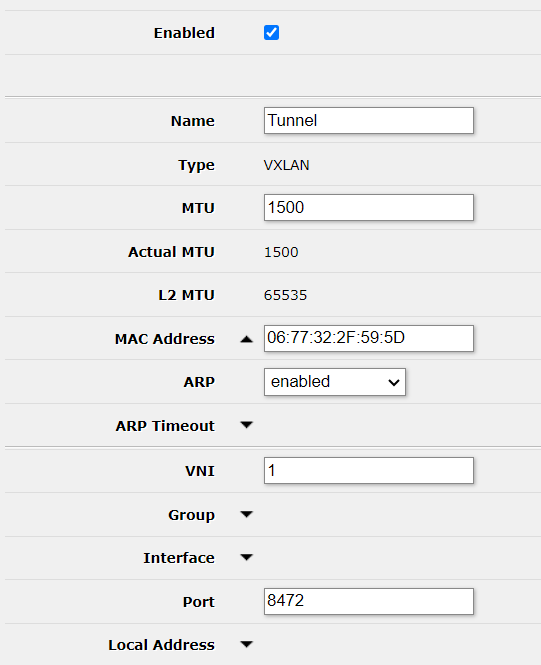 Enabled
Name Tunnel
Type VXLAN
MTU 1500
Actual MTU 1500
L2 MTU 65535
MAC Address 06:77:32:2F:59:5D
ARP enabled
ARP Timeout
VNI 1
Group
Interface
Port 8472
Local Address